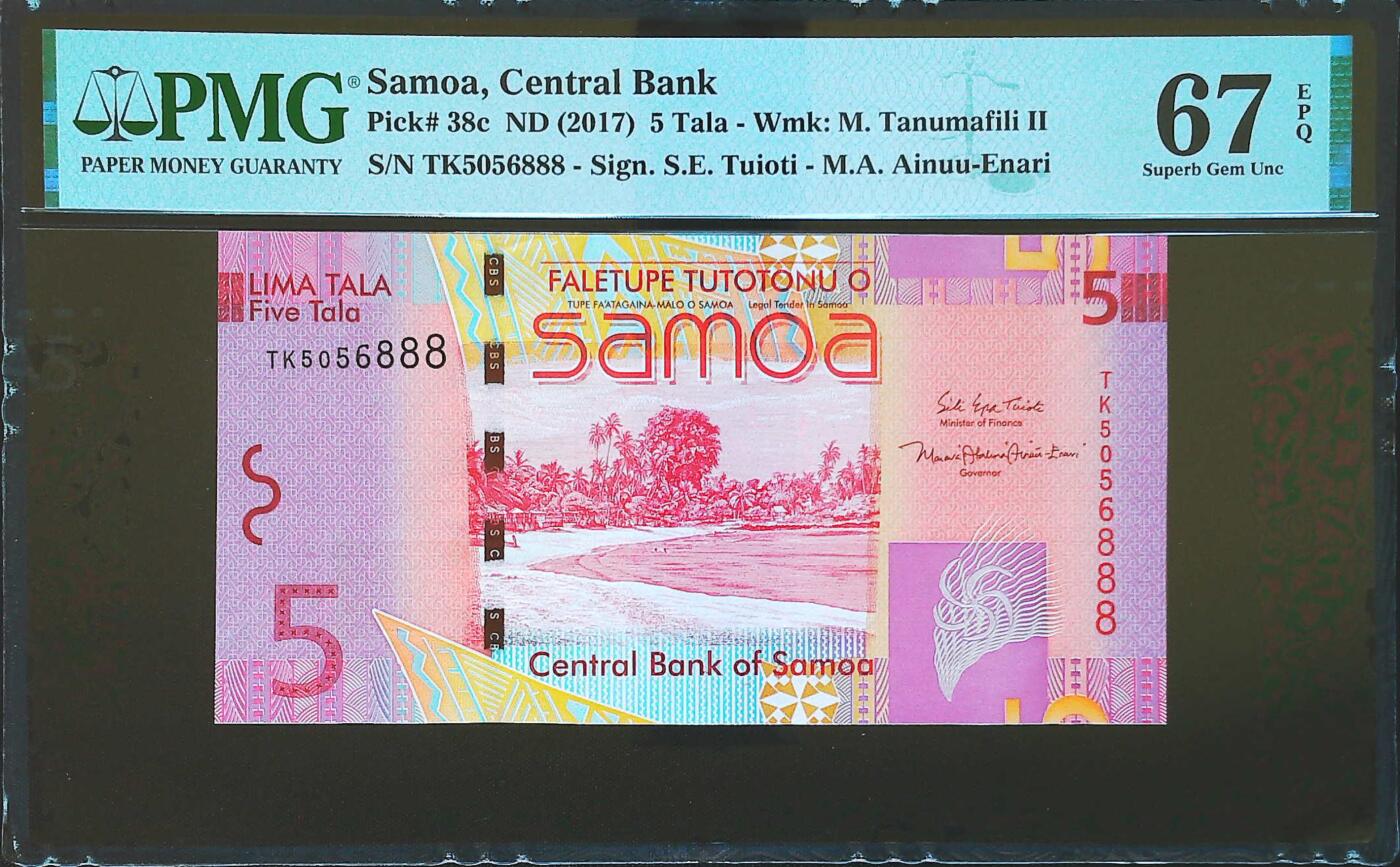 PMG®
PAPER MONEY GUARANTY
Samoa, Central Bank
Pick# 38c ND (2017) 5 Tala - Wmk: M. Tanumafili II
S/N TK5056888 - Sign. S.E. Tuioti - M.A. Ainuu-Enari
67
EPQ
Superb Gem Unc
LIMA TALA
Five Tala
TK5056888
CBS
FALETUPE TUTOTONU O
TUPE FA'ATAGAINA-MALO O SAMOA Legal Tender in Samoa
samoa
5
TK5056888
Minister of Finance
Governor
5
Central Bank of Samoa